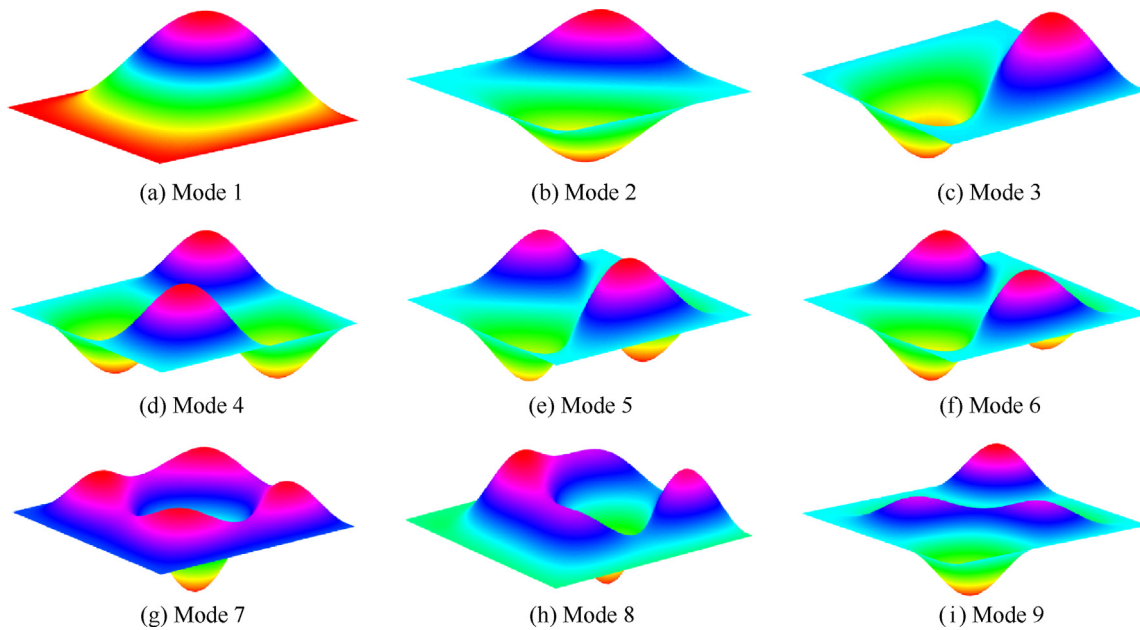 (a) Mode 1
(b) Mode 2
(c) Mode 3
(d) Mode 4
(e) Mode 5
(f) Mode 6
(g) Mode 7
(h) Mode 8
(i) Mode 9